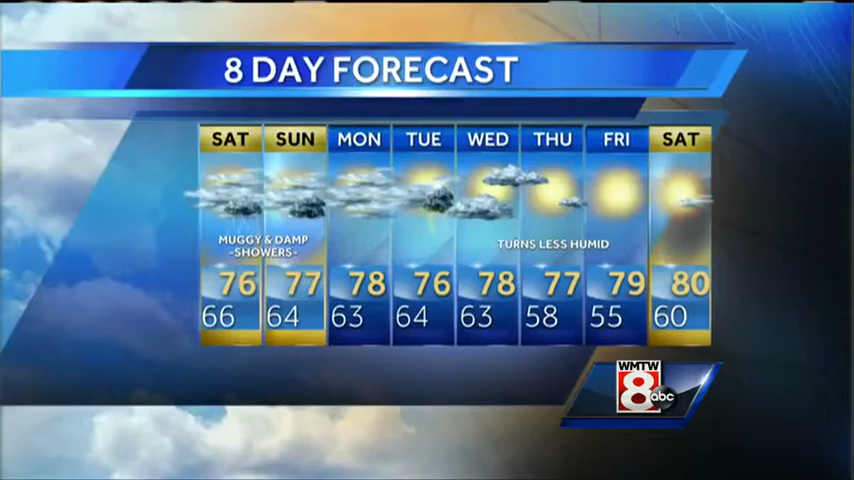 8 DAY FORECAST
SAT SUN MON TUE WED THU FRI SAT
MUGGY & DAMP
-SHOWERS-
TURNS LESS HUMID
76 77 78 76 78 77 79 80
66 64 63 64 63 58 55 60
WMTW
8
abc